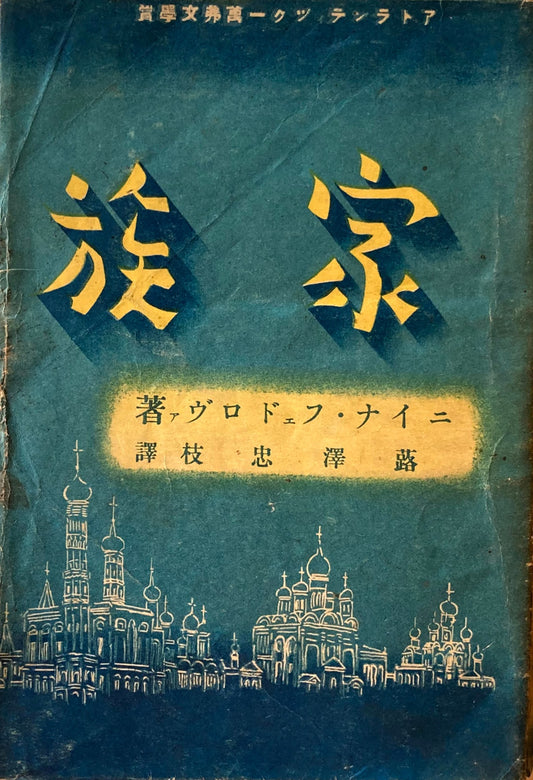 アトランテイツク一萬弗文學賞
家族
ニイナ・フェドロヴァ著
蕗澤忠枝譯